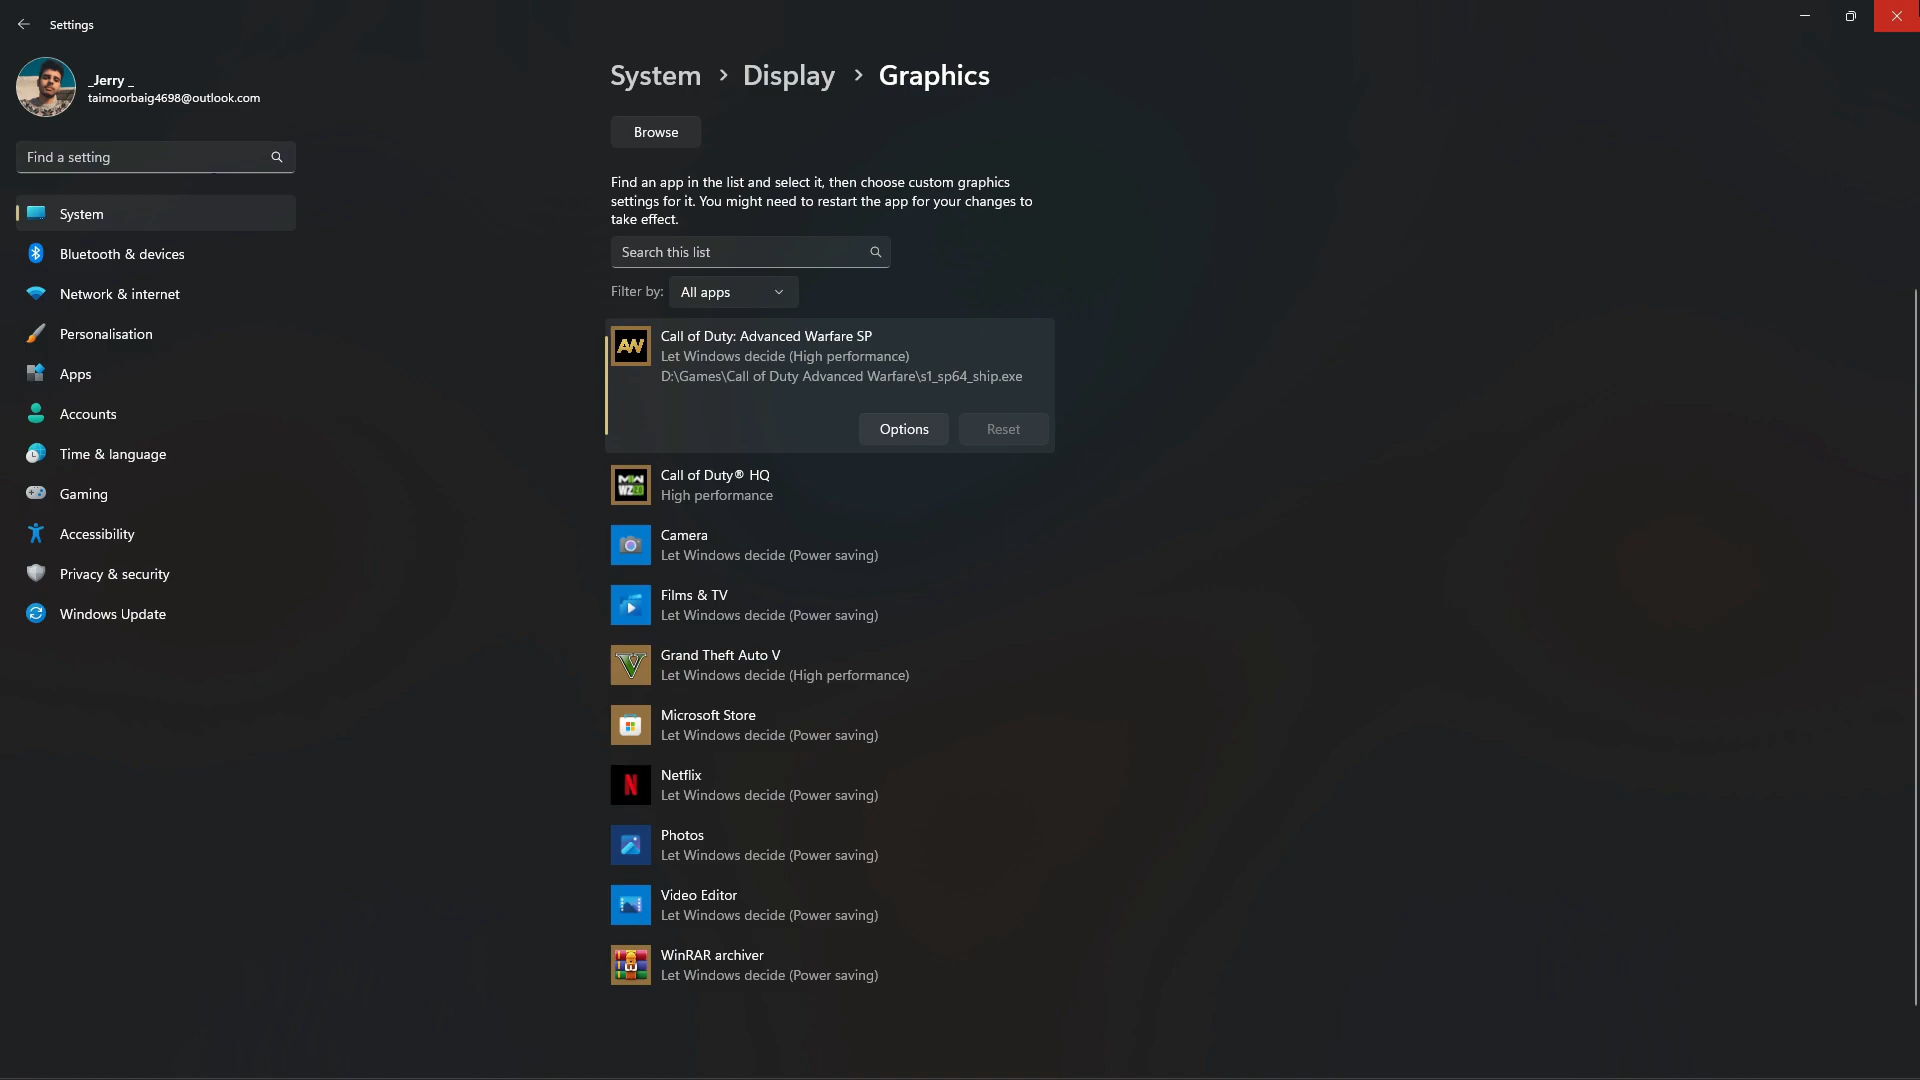 Settings
_Jerry _
taimoorbaig4698@outlook.com
Find a setting
System
Bluetooth & devices
Network & internet
Personalisation
Apps
Accounts
Time & language
Gaming
Accessibility
Privacy & security
Windows Update
System > Display > Graphics
Browse
Find an app in the list and select it, then choose custom graphics
settings for it. You might need to restart the app for your changes to
take effect.
Search this list
Filter by: All apps
AW
Call of Duty: Advanced Warfare SP
Let Windows decide (High performance)
D:\Games\Call of Duty Advanced Warfare\s1_sp64_ship.exe
Options
Reset
MW
WZ2.0
Call of Duty® HQ
High performance
Camera
Let Windows decide (Power saving)
Films & TV
Let Windows decide (Power saving)
V
Grand Theft Auto V
Let Windows decide (High performance)
Microsoft Store
Let Windows decide (Power saving)
N
Netflix
Let Windows decide (Power saving)
Photos
Let Windows decide (Power saving)
Video Editor
Let Windows decide (Power saving)
WinRAR archiver
Let Windows decide (Power saving)